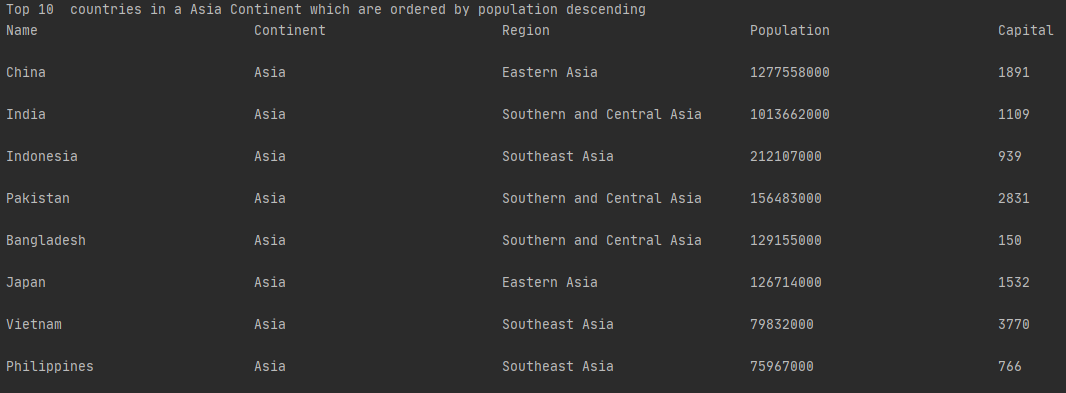 Top 10  countries in a Asia Continent which are ordered by population descending
Name Continent Region Population Capital
China Asia Eastern Asia 1277558000 1891
India Asia Southern and Central Asia 1013662000 1109
Indonesia Asia Southeast Asia 212107000 939
Pakistan Asia Southern and Central Asia 156483000 2831
Bangladesh Asia Southern and Central Asia 129155000 150
Japan Asia Eastern Asia 126714000 1532
Vietnam Asia Southeast Asia 79832000 3770
Philippines Asia Southeast Asia 75967000 766